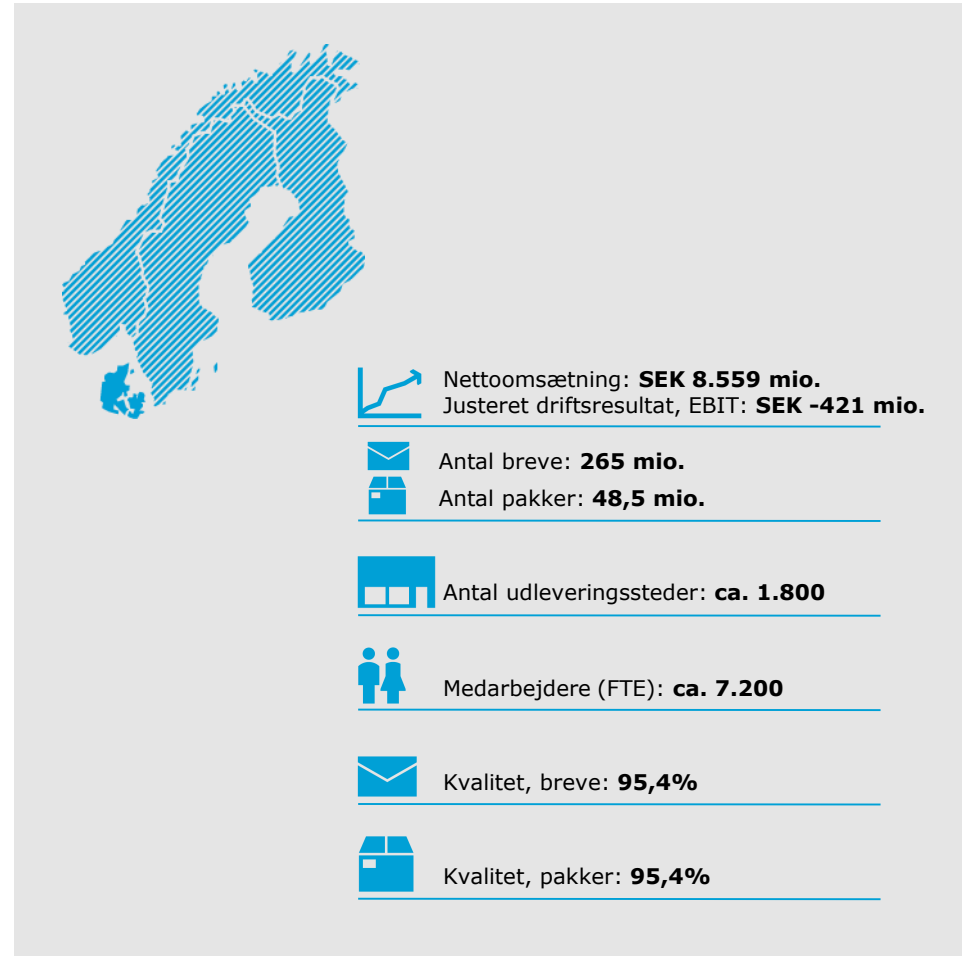 Nettoomsætning: SEK 8.559 mio.
Justeret driftsresultat, EBIT: SEK -421 mio.
Antal breve: 265 mio.
Antal pakker: 48,5 mio.
Antal udleveringssteder: ca. 1.800
Medarbejdere (FTE): ca. 7.200
Kvalitet, breve: 95,4%
Kvalitet, pakker: 95,4%